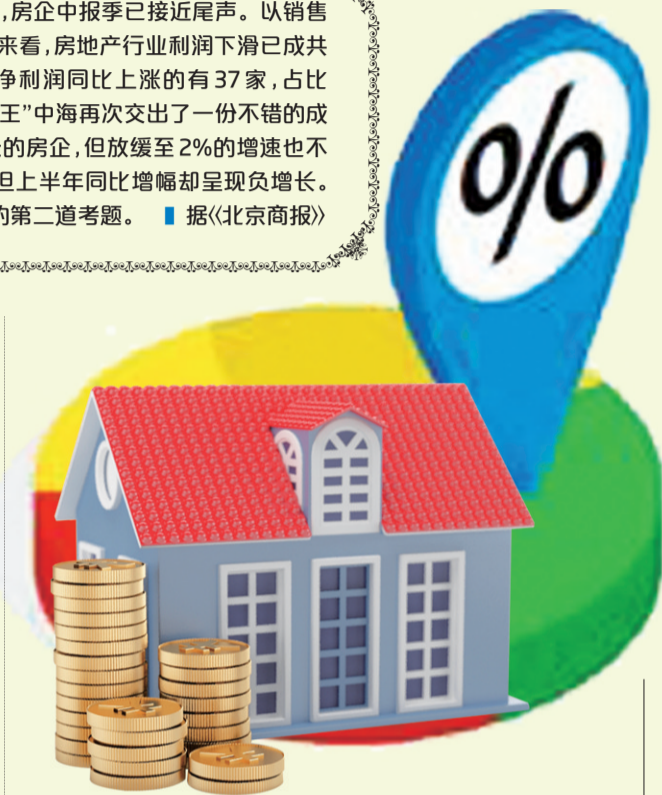 ,房企中报季已接近尾声。以销售
来看,房地产行业利润下滑已成共
净利润同比上涨的有37家,占比
王”中海再次交出了一份不错的成
的房企,但放缓至2%的增速也不
但上半年同比增幅却呈现负增长。
的第二道考题。 ▮据《北京商报》
%